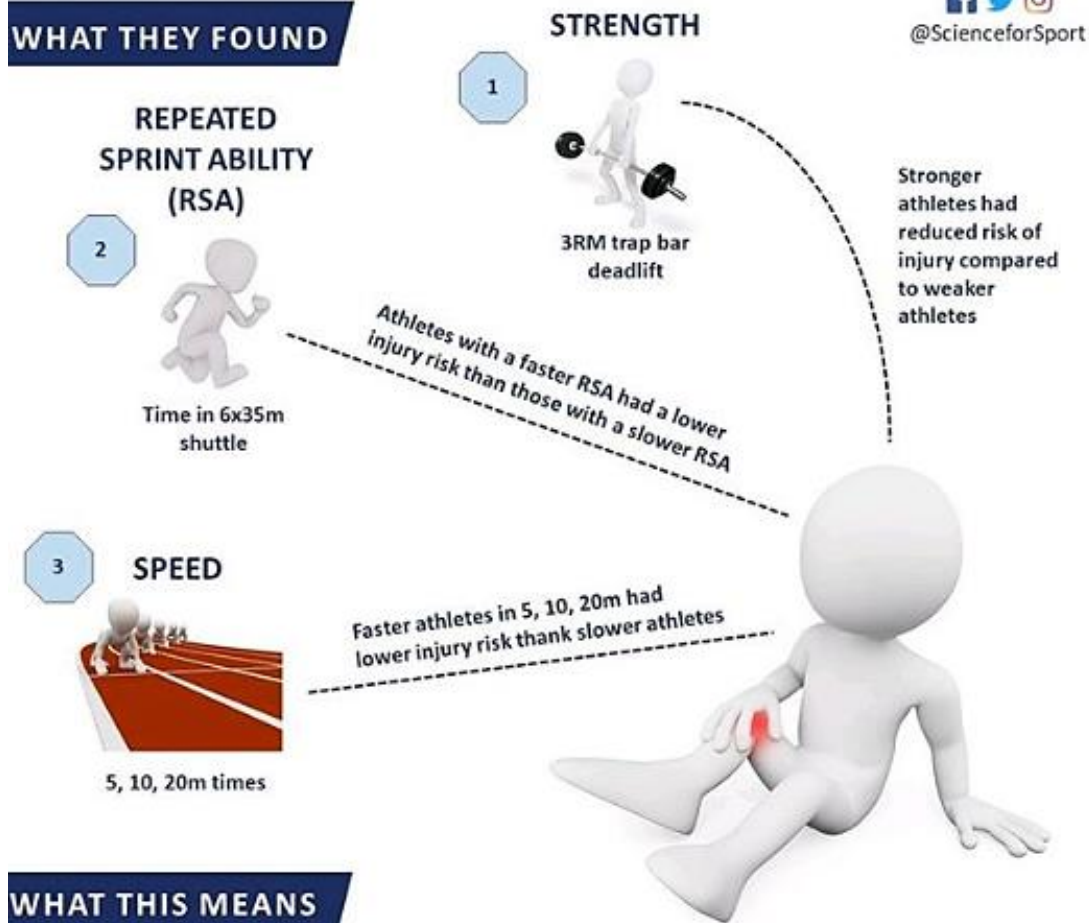 WHAT THEY FOUND
STRENGTH
@ScienceforSport
1
REPEATED
SPRINT ABILITY
(RSA)
2
3RM trap bar
deadlift
Stronger
athletes had
reduced risk of
injury compared
to weaker
athletes
Time in 6x35m
shuttle
Athletes with a faster RSA had a lower
injury risk than those with a slower RSA
3
SPEED
Faster athletes in 5, 10, 20m had
lower injury risk thank slower athletes
5, 10, 20m times
WHAT THIS MEANS